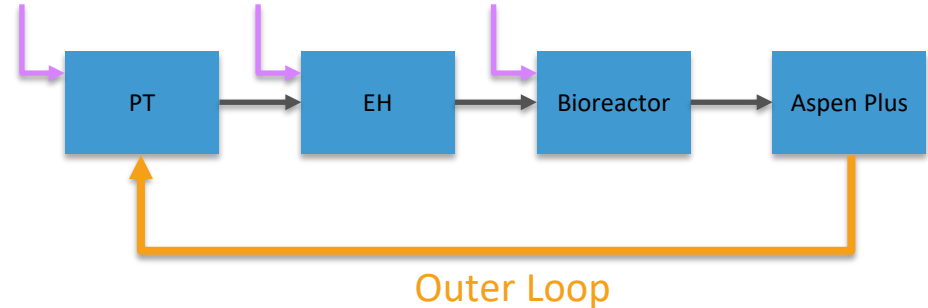 PT
EH
Bioreactor
Aspen Plus
Outer Loop